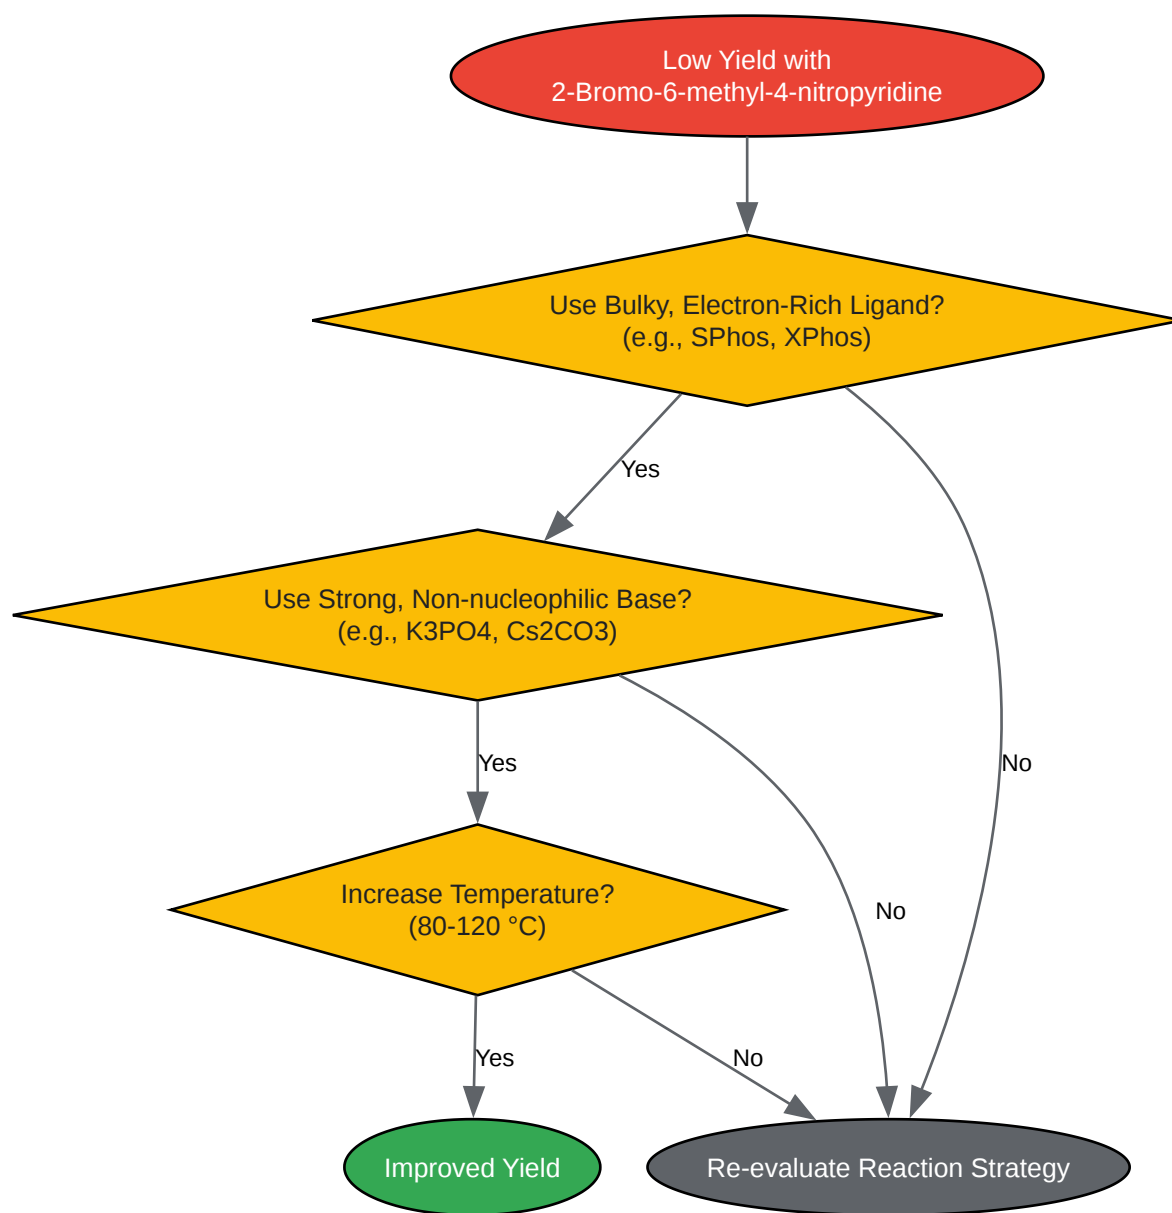 Low Yield with
2-Bromo-6-methyl-4-nitropyridine
Use Bulky, Electron-Rich Ligand?
(e.g., SPhos, XPhos)
Yes
Use Strong, Non-nucleophilic Base?
(e.g., K3PO4, Cs2CO3)
Yes
No
Increase Temperature?
(80-120 °C)
No
Yes
No
Improved Yield
Re-evaluate Reaction Strategy